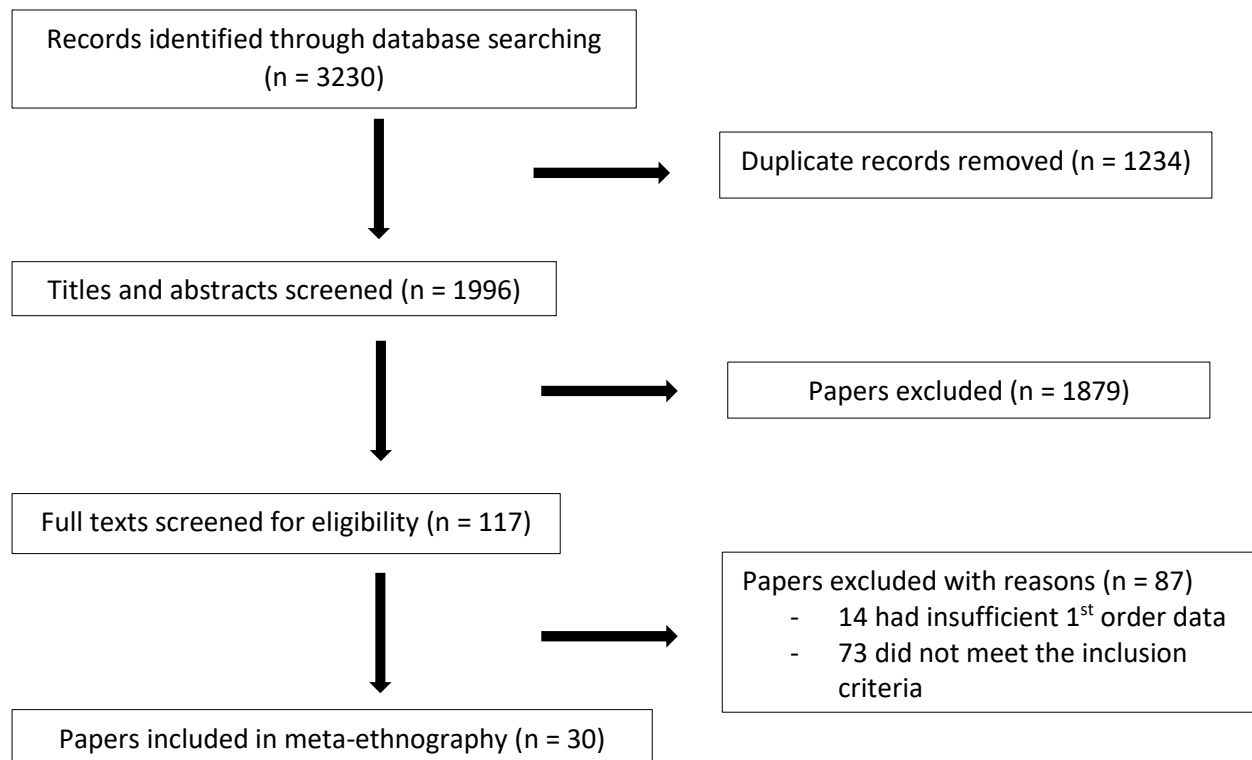 Records identified through database searching
(n = 3230)
Duplicate records removed (n = 1234)
Titles and abstracts screened (n = 1996)
Papers excluded (n = 1879)
Full texts screened for eligibility (n = 117)
Papers excluded with reasons (n = 87)
- 14 had insufficient 1st order data
- 73 did not meet the inclusion
criteria
Papers included in meta-ethnography (n = 30)